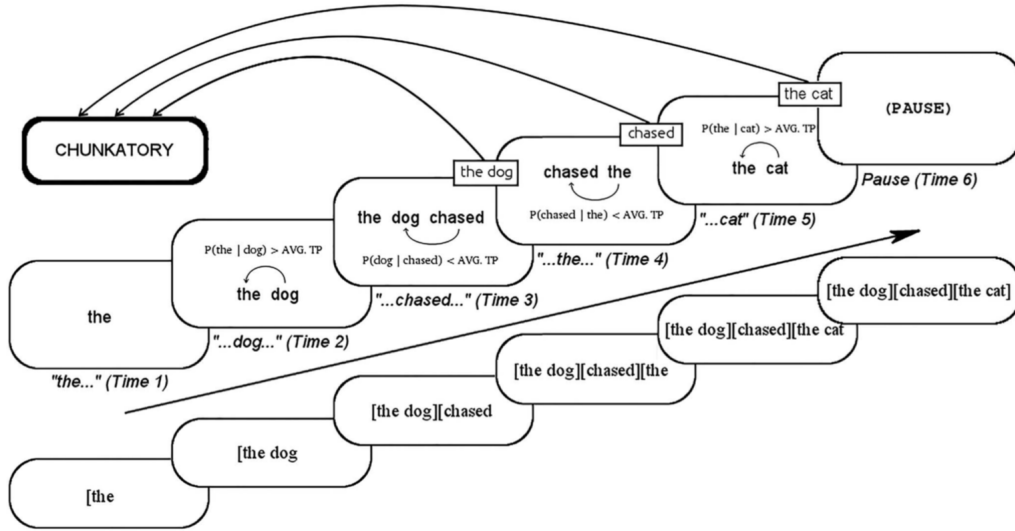 CHUNKATORY
the
"the..." (Time 1)
P(the | dog) > AVG. TP
the dog
"...dog..." (Time 2)
the dog
the dog chased
P(dog | chased) < AVG. TP
"...chased..." (Time 3)
chased
chased the
P(chased | the) < AVG. TP
"...the..." (Time 4)
the cat
P(the | cat) > AVG. TP
the cat
"...cat" (Time 5)
(PAUSE)
Pause (Time 6)
[the
[the dog
[the dog][chased
[the dog][chased][the
[the dog][chased][the cat
[the dog][chased][the cat]